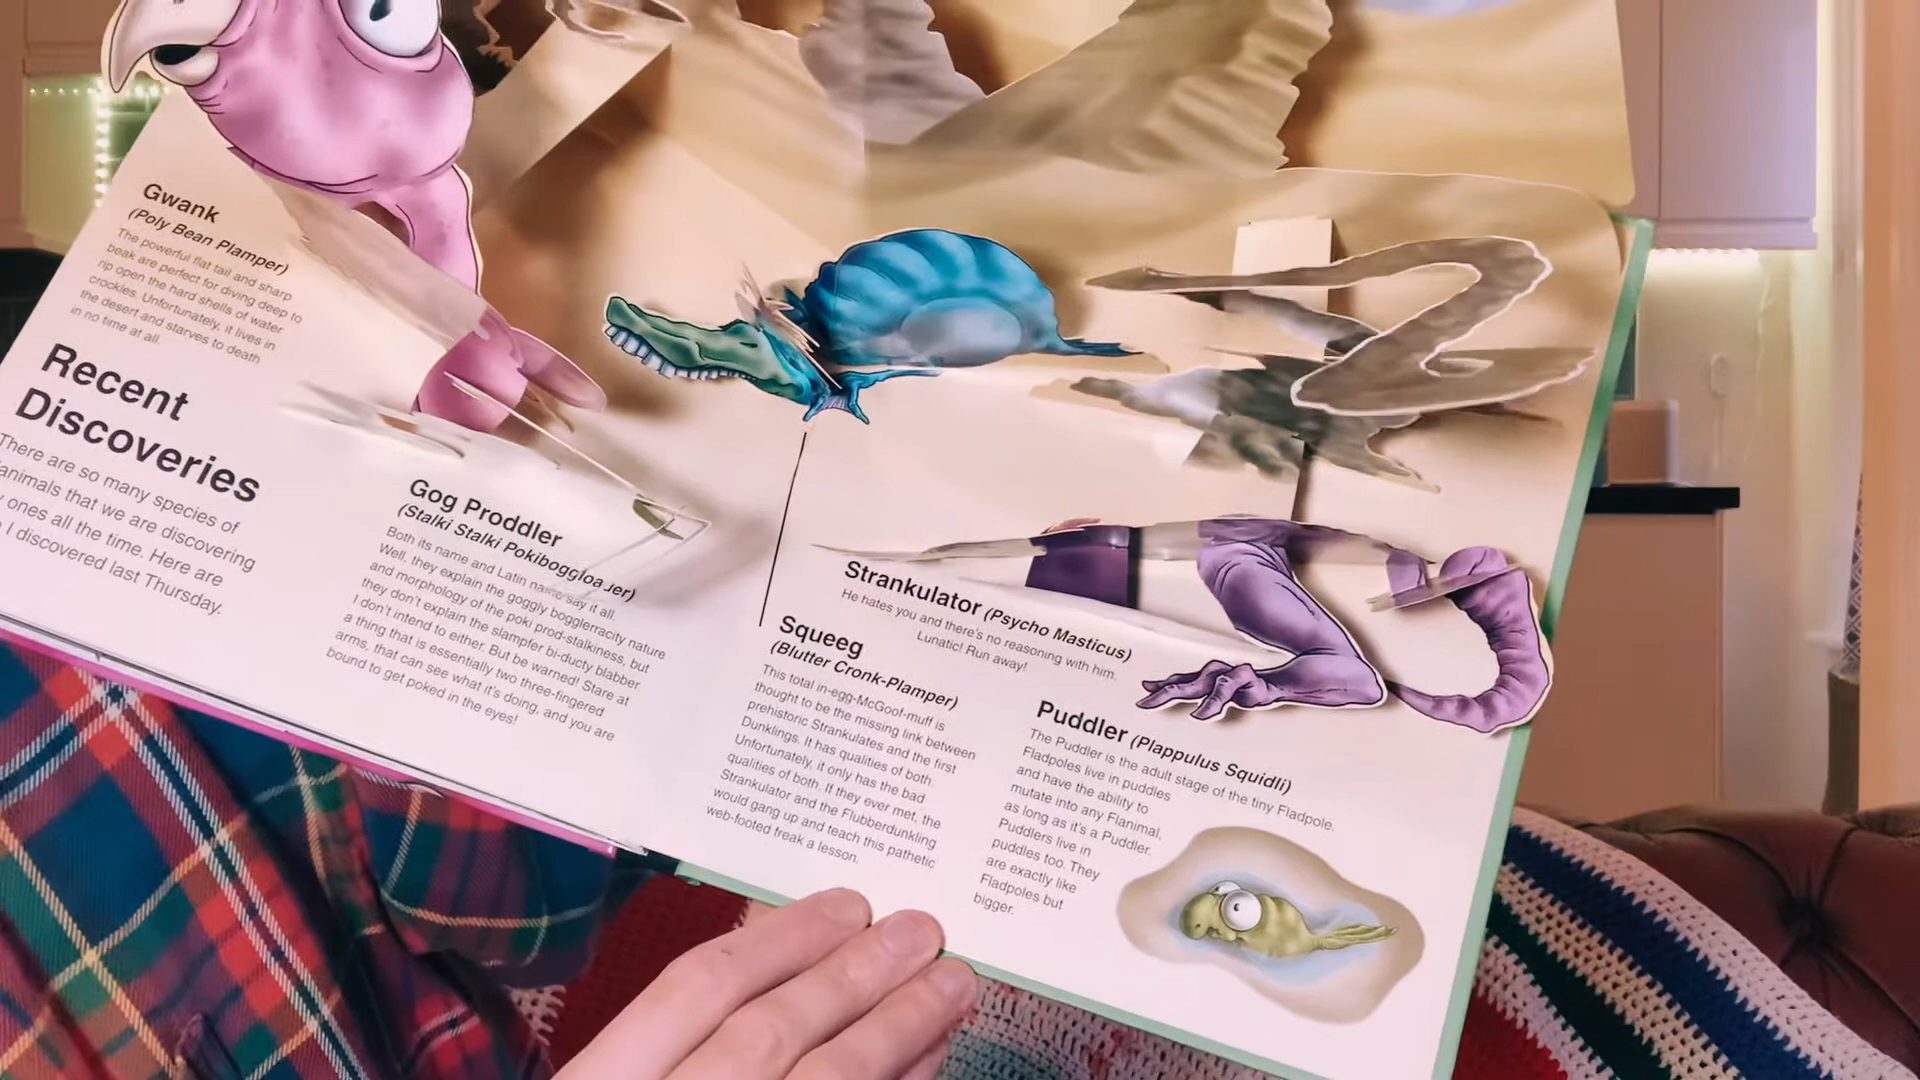 Gwank
(Poly Bean Plamper)
The powerful flat tail and sharp
beak are perfect for diving deep to
rip open the hard shells of water
crockles. Unfortunately, it lives in
the desert and starves to death
in no time at all.
Recent
Discoveries
There are so many species of
animals that we are discovering
ones all the time. Here are
I discovered last Thursday.
Gog Proddler
(Stalki Stalki Pokiboggloa
Both its name and Latin name say it all.
Well, they explain the goggly bogglerracity nature
and morphology of the poki prod-stalkiness, but
they don't explain the slampfer bi-ducty blabber.
I don't intend to either. But be warned! Stare at
a thing that is essentially two three-fingered
arms, that can see what it's doing, and you are
bound to get poked in the eyes!
Squeeg
(Blutter Cronk-Plamper)
This total in-egg-McGoof-muff is
thought to be the missing link between
prehistoric Strankulates and the first
Dunklings. It has qualities of both.
Unfortunately, it only has the bad
qualities of both. If they ever met, the
Strankulator and the Flubberdunkling
would gang up and teach this pathetic
web-footed freak a lesson.
Strankulator (Psycho Masticus)
He hates you and there's no reasoning with him.
Lunatic! Run away!
Puddler (Plappulus Squidli)
The Puddler is the adult stage of the tiny Fladpole.
Fladpoles live in puddles
and have the ability to
mutate into any Flanimal,
as long as it's a Puddler.
Puddlers live in
puddles too. They
are exactly like
Fladpoles but
bigger.